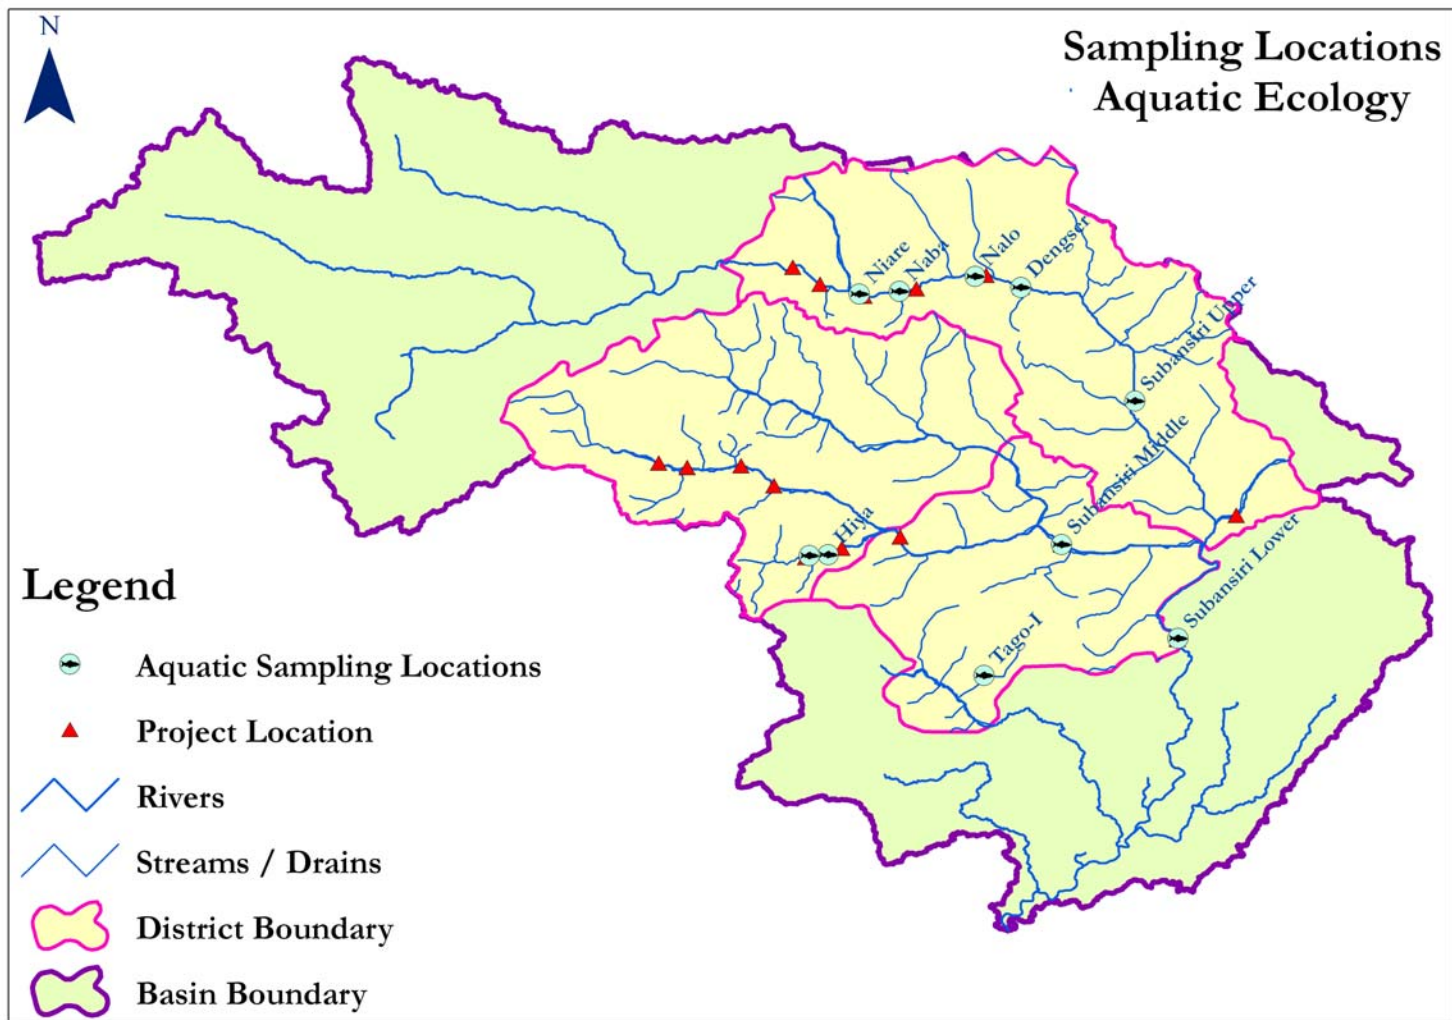 N
Sampling Locations
Aquatic Ecology
Niare
Naba
Nalo
Dengser
Subansiri Upper
Subansiri Middle
Hiya
Subansiri Lower
Tago-I
Legend
Aquatic Sampling Locations
Project Location
Rivers
Streams / Drains
District Boundary
Basin Boundary